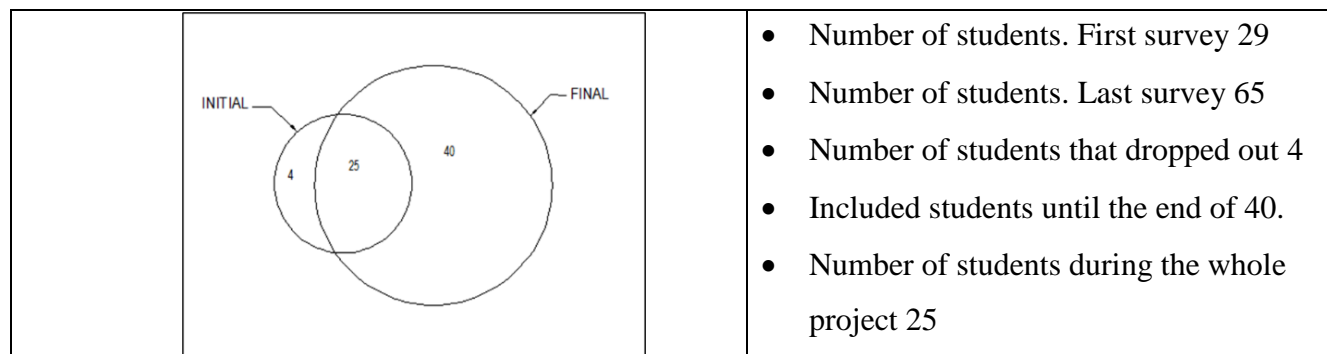 INITIAL
FINAL
4
25
40
• Number of students. First survey 29
• Number of students. Last survey 65
• Number of students that dropped out 4
• Included students until the end of 40.
• Number of students during the whole
project 25